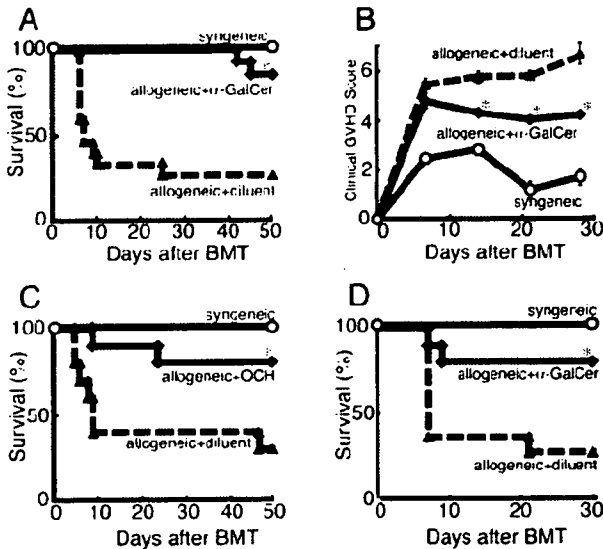 A
Survival (%)
100
50
0
syngeneic
*
allogeneic+α-GalCer
allogeneic+diluent
0 10 20 30 40 50
Days after BMT
B
Clinical GVHD Score
6
4
2
0
allogeneic+diluent
* * *
allogeneic+α-GalCer
syngeneic
0 10 20 30
Days after BMT
C
Survival (%)
100
50
0
syngeneic
*
allogeneic+OCH
allogeneic+diluent
0 10 20 30 40 50
Days after BMT
D
Survival (%)
100
50
0
syngeneic
*
allogeneic+α-GalCer
allogeneic+diluent
0 10 20 30
Days after BMT